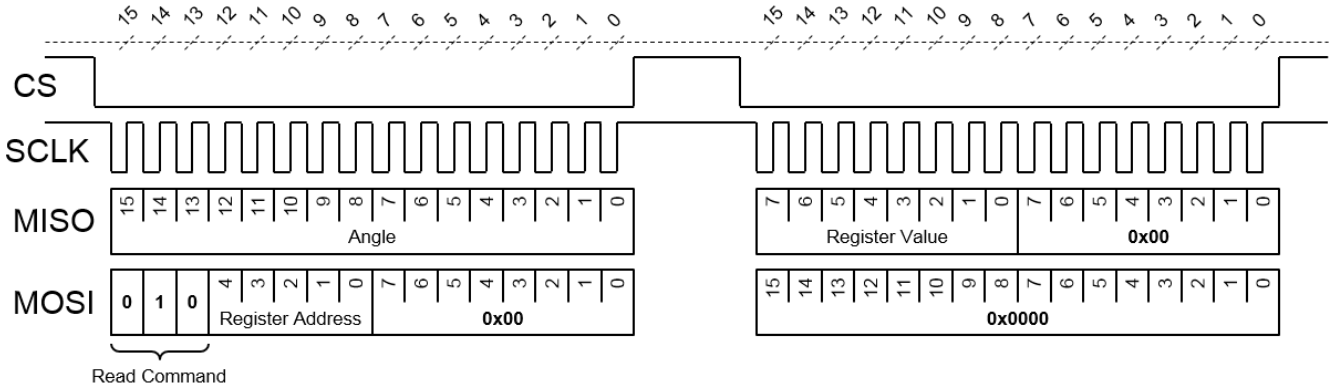 15 14 13 12 11 10 9 8 7 6 5 4 3 2 1 0 15 14 13 12 11 10 9 8 7 6 5 4 3 2 1 0
CS
SCLK
MISO 15 14 13 12 11 10 9 8 7 6 5 4 3 2 1 0 7 6 5 4 3 2 1 0 7 6 5 4 3 2 1 0
Angle Register Value 0x00
MOSI 0 1 0 4 3 2 1 0 7 6 5 4 3 2 1 0 15 14 13 12 11 10 9 8 7 6 5 4 3 2 1 0
Register Address 0x00 0x0000
Read Command